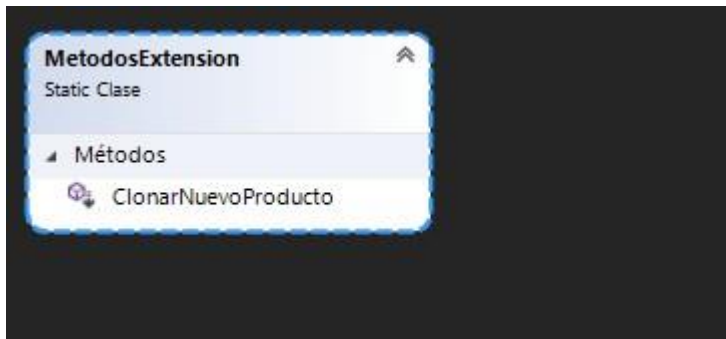 MetodosExtension
Static Clase
Métodos
ClonarNuevoProducto